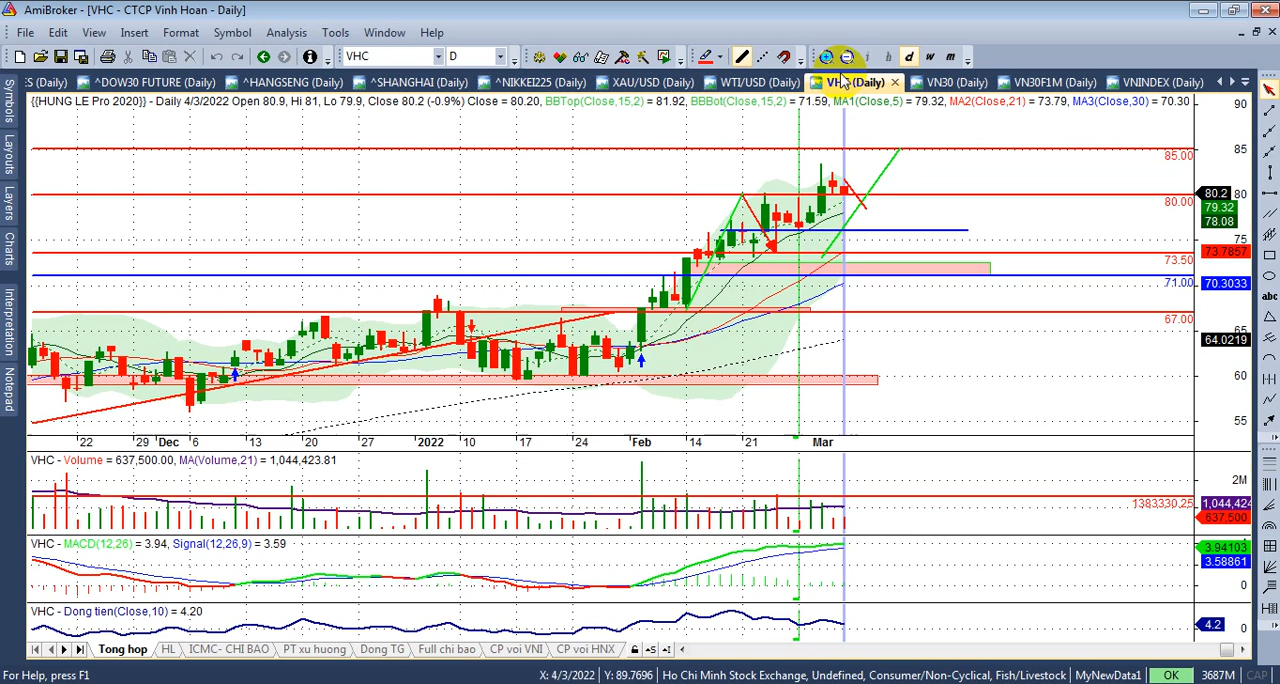 AmiBroker - [VHC - CTCP Vinh Hoan - Daily]
File Edit View Insert Format Symbol Analysis Tools Window Help
VHC D i h d w m
S (Daily) ^DOW30 FUTURE (Daily) ^HANGSENG (Daily) ^SHANGHAI (Daily) ^NIKKEI225 (Daily) XAU/USD (Daily) WTI/USD (Daily) (Daily) VN30 (Daily) VN30F1M (Daily) VNINDEX (Daily)
{{HUNG LE Pro 2020}} - Daily 4/3/2022 Open 80.9, Hi 81, Lo 79.9, Close 80.2 (-0.9%) Close = 80.20, BBTop(Close,15,2) = 81.92, BBBot(Close,15,2) = 71.59, MA1(Close,5) = 79.32, MA2(Close,21) = 73.79, MA3(Close,30) = 70.30
Symbols
Layouts
Layers
Charts
Interpretation
Notepad
90
85
85.00
80.2
80
80.00
79.32
78.08
75
73.7857
73.50
71.00
70.3033
67.00
65
64.0219
60
55
22 29 Dec 6 13 20 27 2022 10 17 24 Feb 14 21 Mar
VHC - Volume = 637,500.00, MA(Volume,21) = 1,044,423.81
2M
1383330.25
1,044,424
637,500
VHC - MACD(12,26) = 3.94, Signal(12,26,9) = 3.59
3.94103
3.58861
0
VHC - Dong tien(Close,10) = 4.20
4.2
0
Tong hop HL ICMC- CHI BAO PT xu huong Dong TG Full chi bao CP voi VNI CP voi HNX S I
abc
For Help, press F1 X: 4/3/2022 Y: 89.7696 Ho Chi Minh Stock Exchange, Undefined, Consumer/Non-Cyclical, Fish/Livestock MyNewData1 OK 3687M CAP